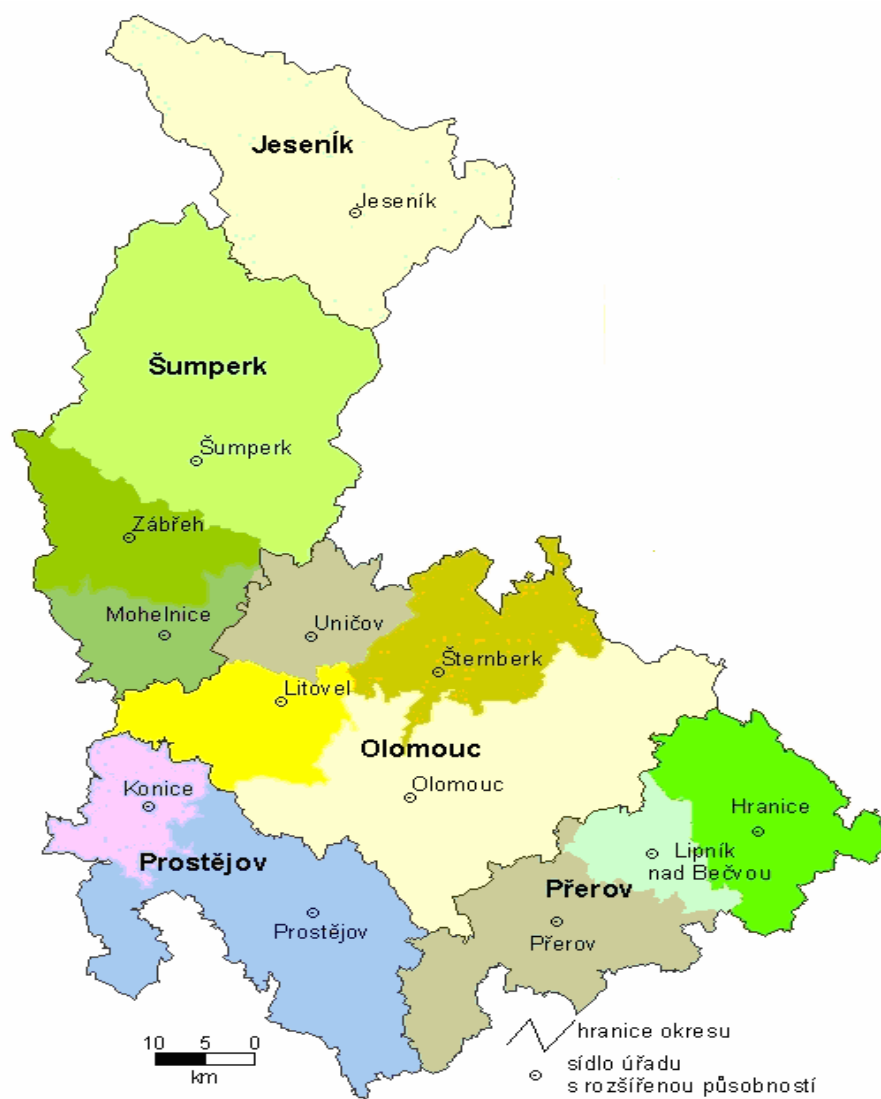 Jeseník
Jeseník
Šumperk
Šumperk
Zábřeh
Mohelnice
Uničov
Šternberk
Litovel
Olomouc
Olomouc
Konice
Hranice
Lipník
nad Bečvou
Prostějov
Přerov
Prostějov
Přerov
10 5 0
km
hranice okresu
sídlo úřadu
s rozšířenou působností